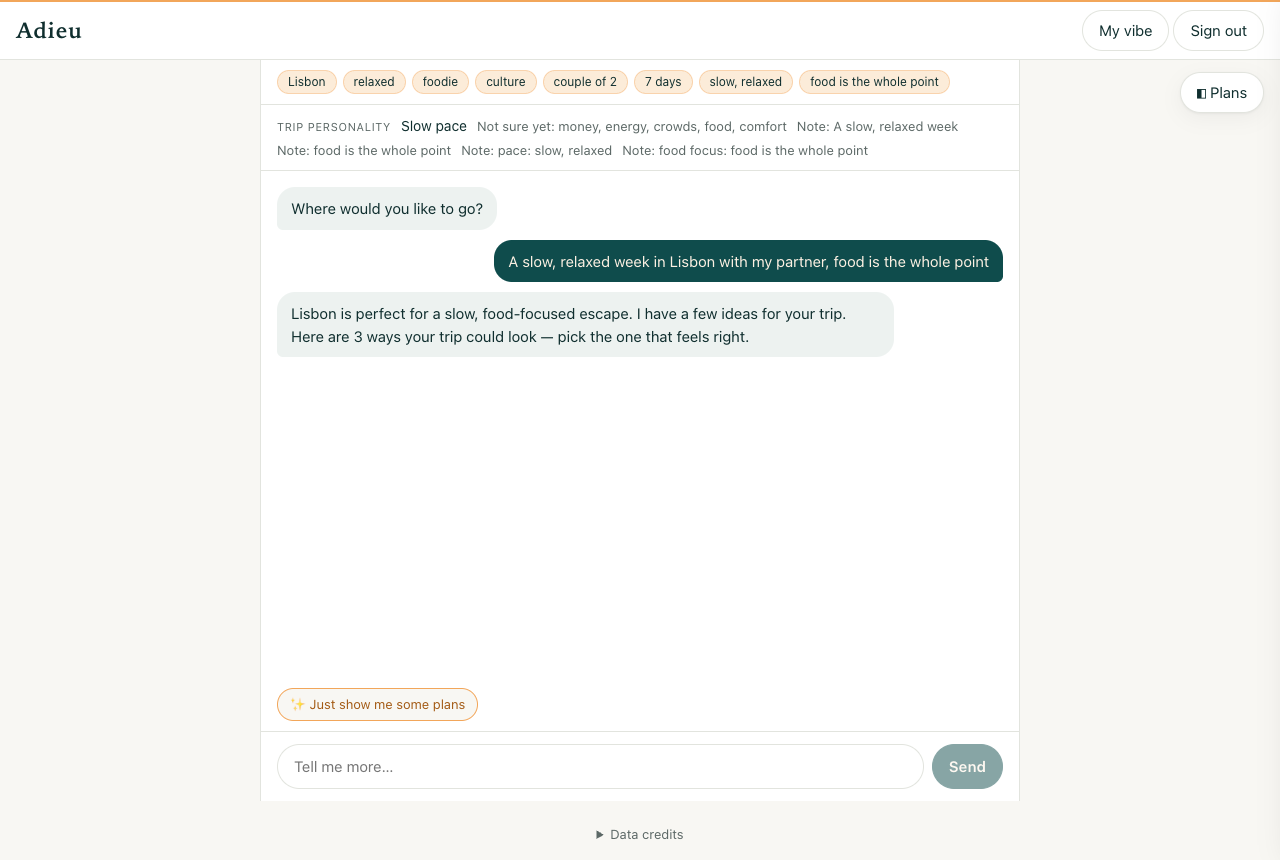 Adieu
My vibe
Sign out
Plans
Lisbon relaxed foodie culture couple of 2 7 days slow, relaxed food is the whole point
TRIP PERSONALITY Slow pace Not sure yet: money, energy, crowds, food, comfort Note: A slow, relaxed week
Note: food is the whole point Note: pace: slow, relaxed Note: food focus: food is the whole point
Where would you like to go?
A slow, relaxed week in Lisbon with my partner, food is the whole point
Lisbon is perfect for a slow, food-focused escape. I have a few ideas for your trip.
Here are 3 ways your trip could look — pick the one that feels right.
✨ Just show me some plans
Tell me more...
Send
Data credits